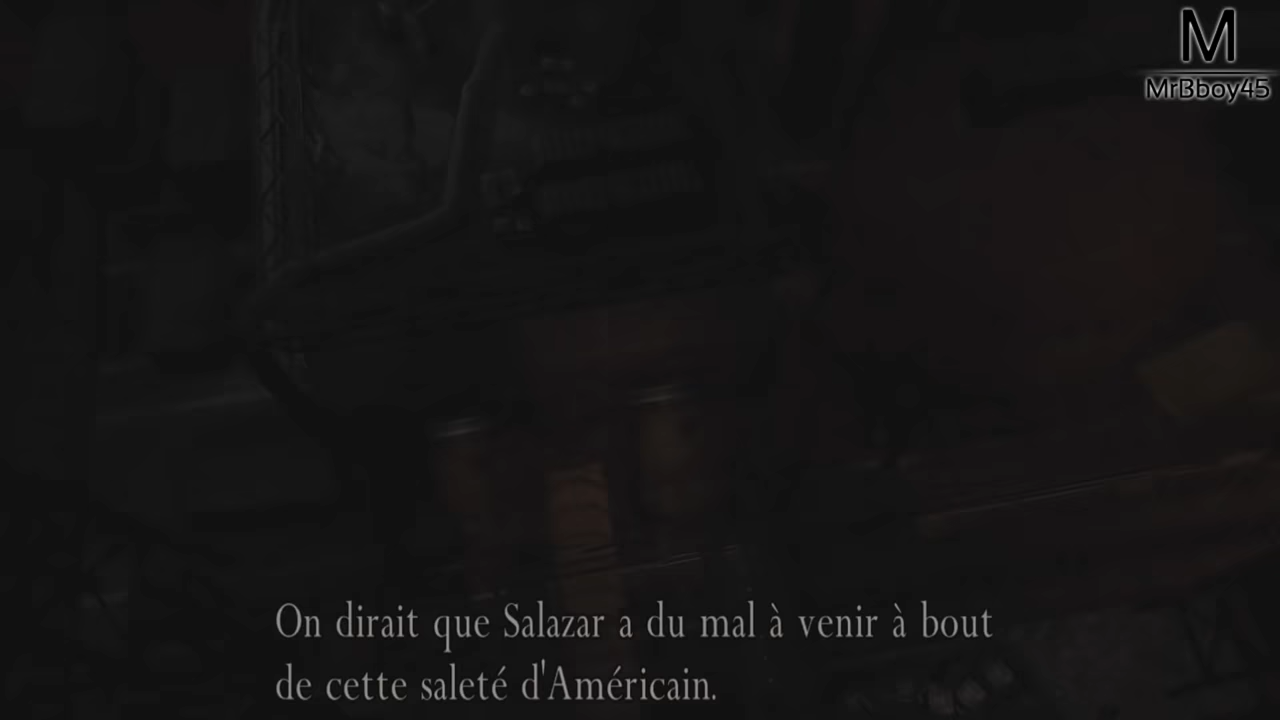 M
MrBboy45
On dirait que Salazar a du mal à venir à bout
de cette saleté d'Américain.